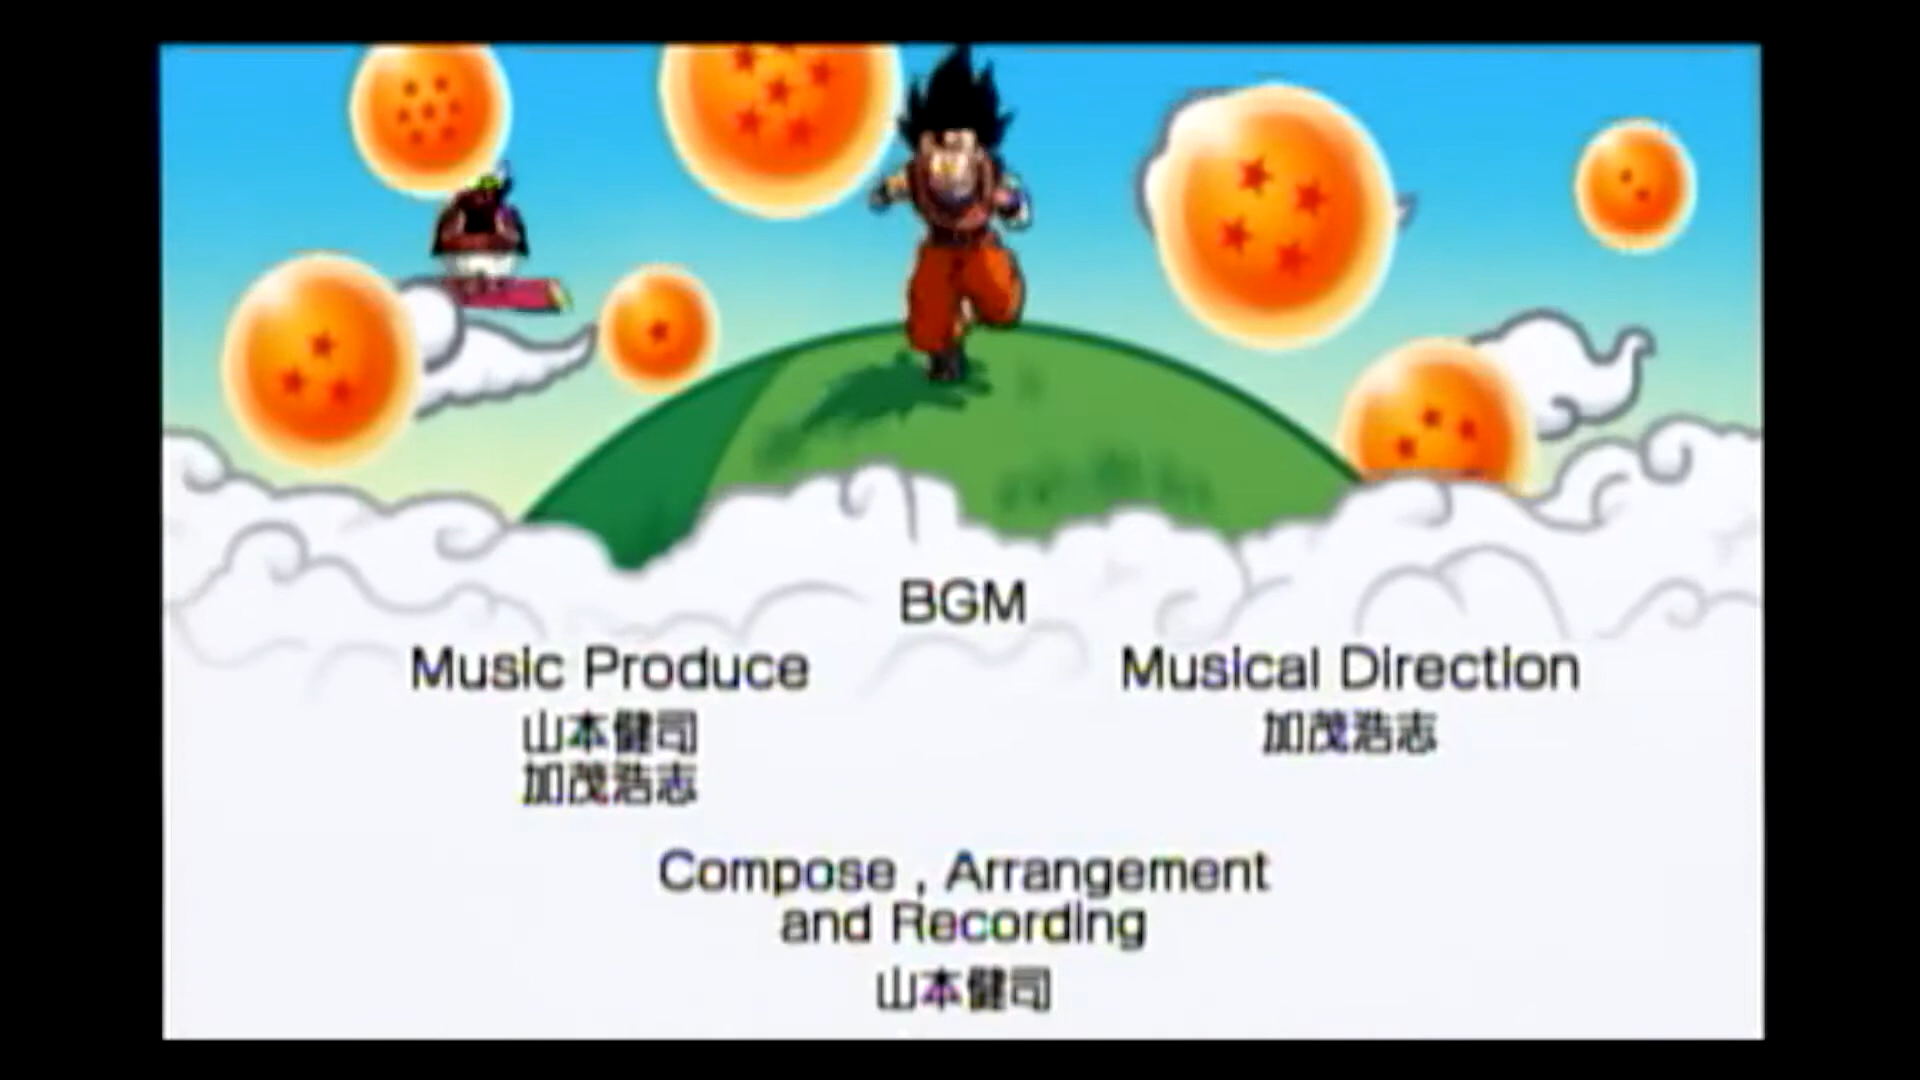 BGM
Music Produce
山本健司
加茂浩志
Musical Direction
加茂浩志
Compose , Arrangement
and Recording
山本健司